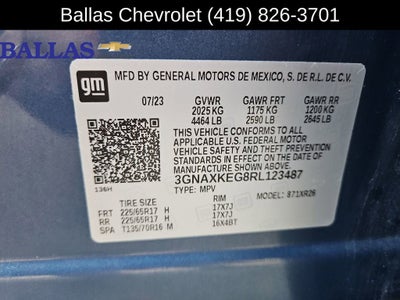 Ballas Chevrolet (419) 826-3701
BALLAS
gm
MFD BY GENERAL MOTORS DE MEXICO, S. DE R.L. DE C.V.
07/23 GVWR GAWR FRT GAWR RR
2025 KG 1175 KG 1200 KG
4464 LB 2590 LB 2645 LB
THIS VEHICLE CONFORMS TO ALL
APPLICABLE U.S. FEDERAL MOTOR
VEHICLE SAFETY AND THEFT PREVENTION
STANDARDS IN EFFECT ON THE DATE OF
MANUFACTURE SHOWN ABOVE.
3GNAXKEG8RL123487
136H TYPE: MPV MODEL: 871XR26
TIRE SIZE RIM
FRT 225/65R17 H 17X7J
RR 225/65R17 H 17X7J
SPA T135/70R16 M 16X4BT